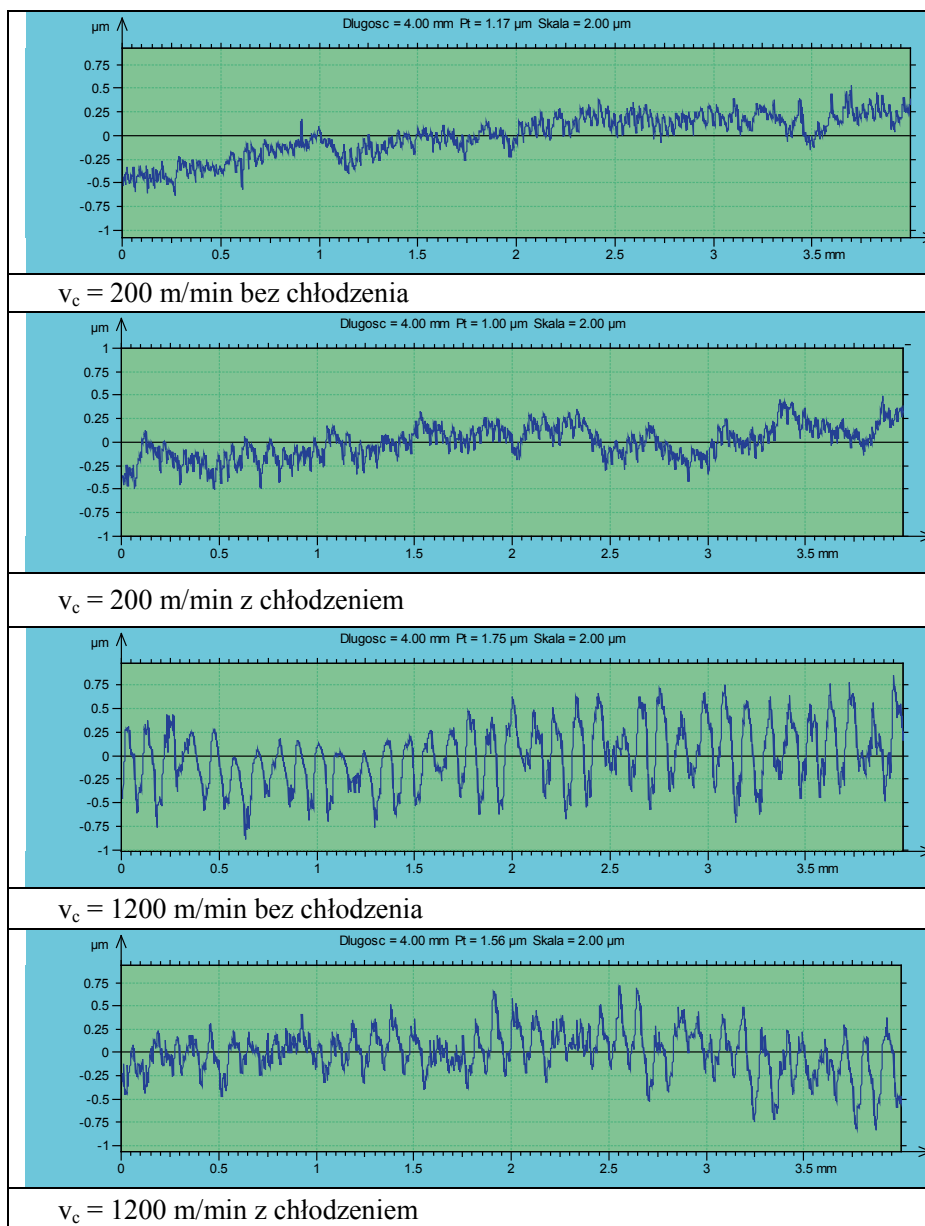 µm
Dlugosc = 4.00 mm Pt = 1.17 µm Skala = 2.00 µm
0.75
0.5
0.25
0
-0.25
-0.5
-0.75
-1
0 0.5 1 1.5 2 2.5 3 3.5 mm
v_c = 200 m/min bez chłodzenia
Dlugosc = 4.00 mm Pt = 1.00 µm Skala = 2.00 µm
µm
1
0.75
0.5
0.25
0
-0.25
-0.5
-0.75
-1
0 0.5 1 1.5 2 2.5 3 3.5 mm
v_c = 200 m/min z chłodzeniem
µm
Dlugosc = 4.00 mm Pt = 1.75 µm Skala = 2.00 µm
0.75
0.5
0.25
0
-0.25
-0.5
-0.75
-1
0 0.5 1 1.5 2 2.5 3 3.5 mm
v_c = 1200 m/min bez chłodzenia
µm
Dlugosc = 4.00 mm Pt = 1.56 µm Skala = 2.00 µm
0.75
0.5
0.25
0
-0.25
-0.5
-0.75
-1
0 0.5 1 1.5 2 2.5 3 3.5 mm
v_c = 1200 m/min z chłodzeniem